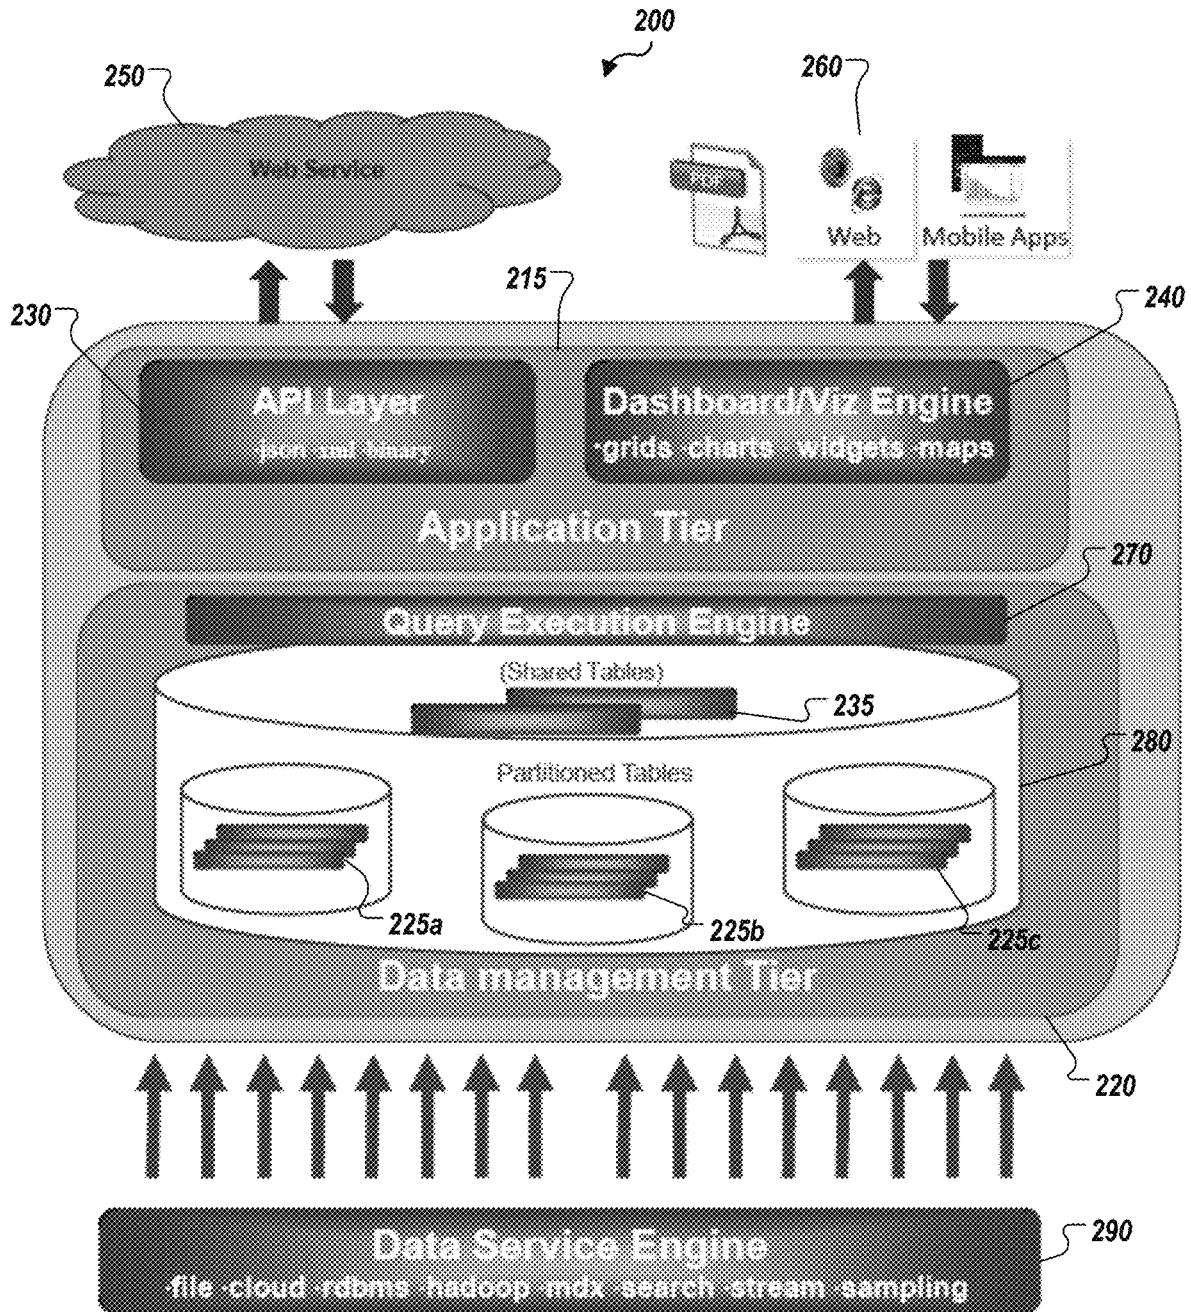 200
250
260
Web Service
PDF
Web
Mobile Apps
215
230
240
API Layer
·json and binary
Dashboard/Viz Engine
·grids ·charts ·widgets ·maps
Application Tier
270
Query Execution Engine
(Shared Tables)
235
280
Partitioned Tables
225a
225b
225c
Data management Tier
220
290
Data Service Engine
·file ·cloud ·rdbms ·hadoop ·mdx ·search ·stream ·sampling